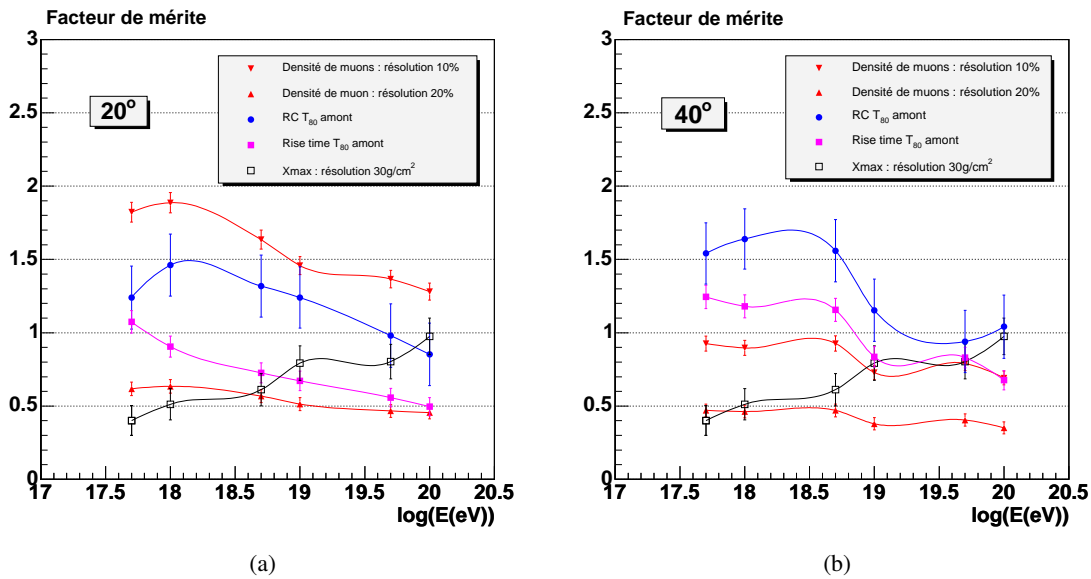 Facteur de mérite
3
2.5
2
1.5
1
0.5
0
20°
Densité de muons : résolution 10%
Densité de muon : résolution 20%
RC T80 amont
Rise time T80 amont
Xmax : résolution 30g/cm2
17 17.5 18 18.5 19 19.5 20 20.5
log(E(eV))
(a)
Facteur de mérite
3
2.5
2
1.5
1
0.5
0
40°
Densité de muons : résolution 10%
Densité de muons : résolution 20%
RC T80 amont
Rise time T80 amont
Xmax : résolution 30g/cm2
17 17.5 18 18.5 19 19.5 20 20.5
log(E(eV))
(b)